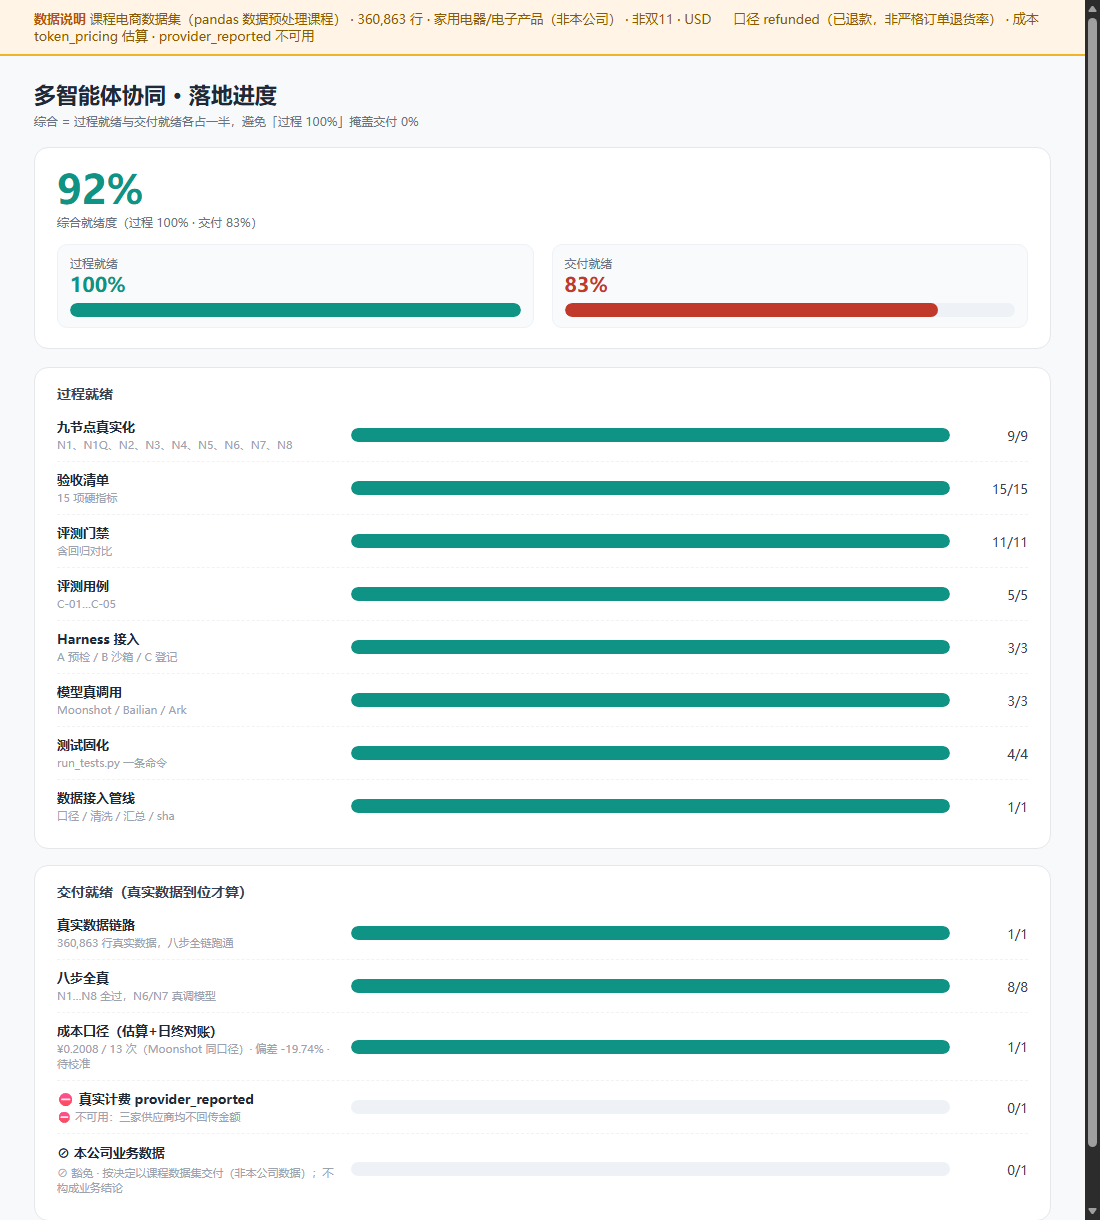 数据说明 课程电商数据集（pandas 数据预处理课程） · 360,863 行 · 家用电器/电子产品（非本公司） · 非双11 · USD 口径 refunded（已退款，非严格订单退货率） · 成本
token_pricing 估算 · provider_reported 不可用
多智能体协同 · 落地进度
综合 = 过程就绪与交付就绪各占一半，避免「过程 100%」掩盖交付 0%
92%
综合就绪度（过程 100% · 交付 83%）
过程就绪
100%
交付就绪
83%
过程就绪
九节点真实化
N1、N1Q、N2、N3、N4、N5、N6、N7、N8
9/9
验收清单
15 项硬指标
15/15
评测门禁
含回归对比
11/11
评测用例
C-01…C-05
5/5
Harness 接入
A 预检 / B 沙箱 / C 登记
3/3
模型真调用
Moonshot / Bailian / Ark
3/3
测试固化
run_tests.py 一条命令
4/4
数据接入管线
口径 / 清洗 / 汇总 / sha
1/1
交付就绪（真实数据到位才算）
真实数据链路
360,863 行真实数据，八步全链跑通
1/1
八步全真
N1…N8 全过，N6/N7 真调模型
8/8
成本口径（估算+日终对账）
¥0.2008 / 13 次（Moonshot 同口径）· 偏差 -19.74% ·
待校准
1/1
⛔ 真实计费 provider_reported
⛔ 不可用：三家供应商均不回传金额
0/1
⊘ 本公司业务数据
⊘ 豁免 · 按决定以课程数据集交付（非本公司数据）；不
构成业务结论
0/1